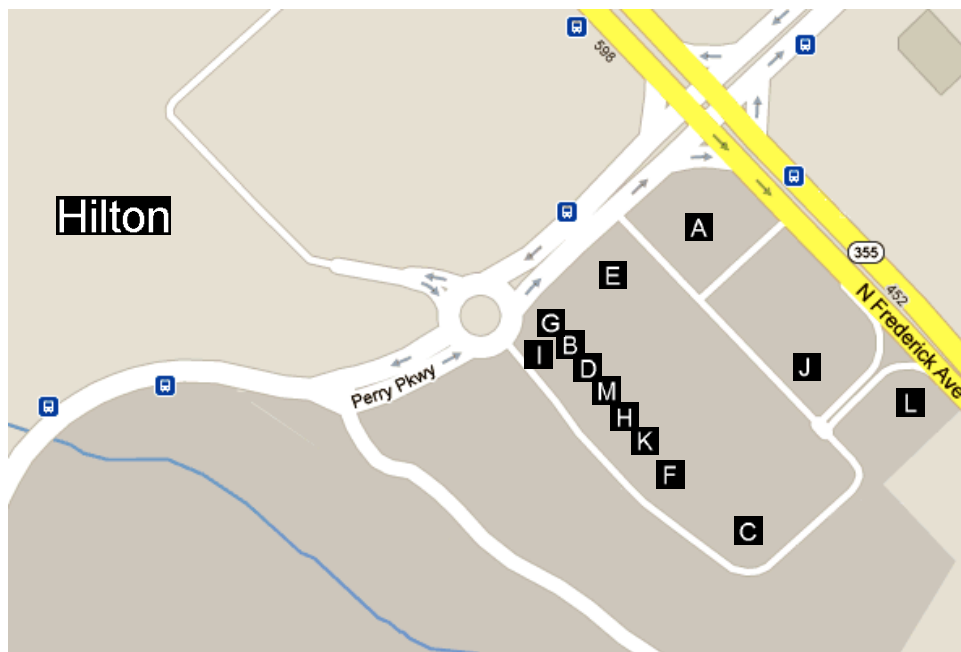 598
Hilton
A
355
E
452
N Frederick Ave
G
B
I
D
J
Perry Pkwy
M
L
H
K
F
C